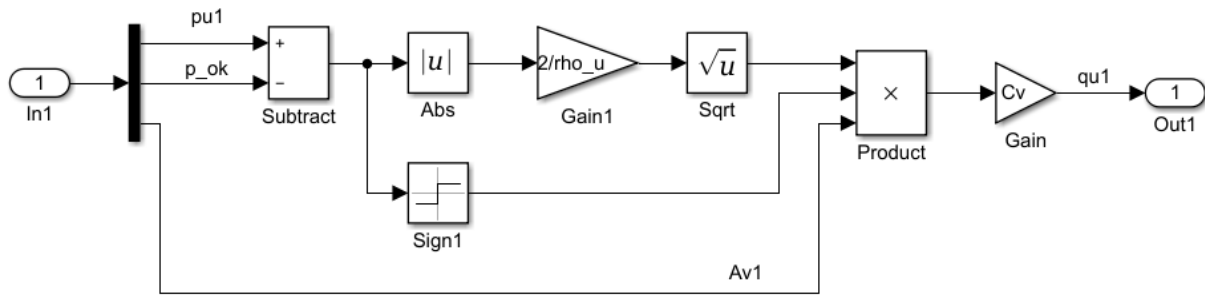 pu1
p_ok
1
In1
+
−
Subtract
|u|
Abs
2/rho_u
Gain1
√u
Sqrt
Sign1
×
Product
Cv
Gain
qu1
1
Out1
Av1